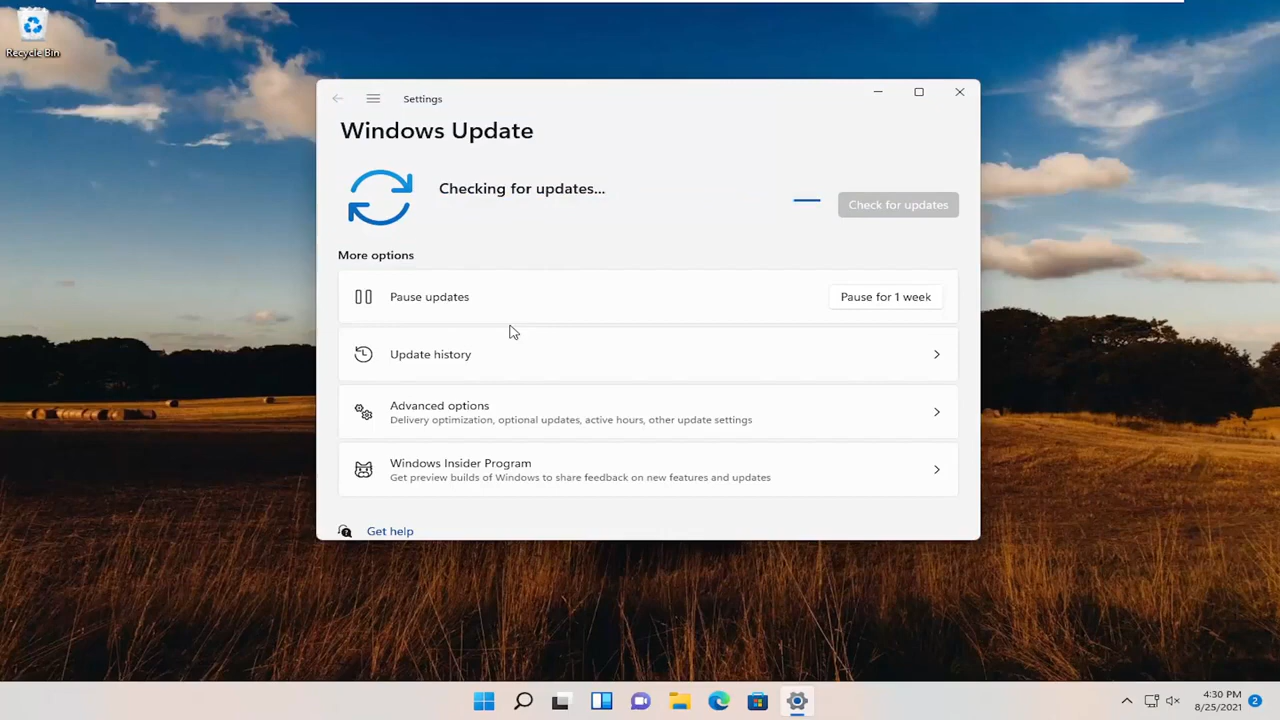 Recycle Bin
Settings
Windows Update
Checking for updates...
Check for updates
More options
Pause updates
Pause for 1 week
Update history
Advanced options
Delivery optimization, optional updates, active hours, other update settings
Windows Insider Program
Get preview builds of Windows to share feedback on new features and updates
Get help
4:30 PM
8/25/2021
2